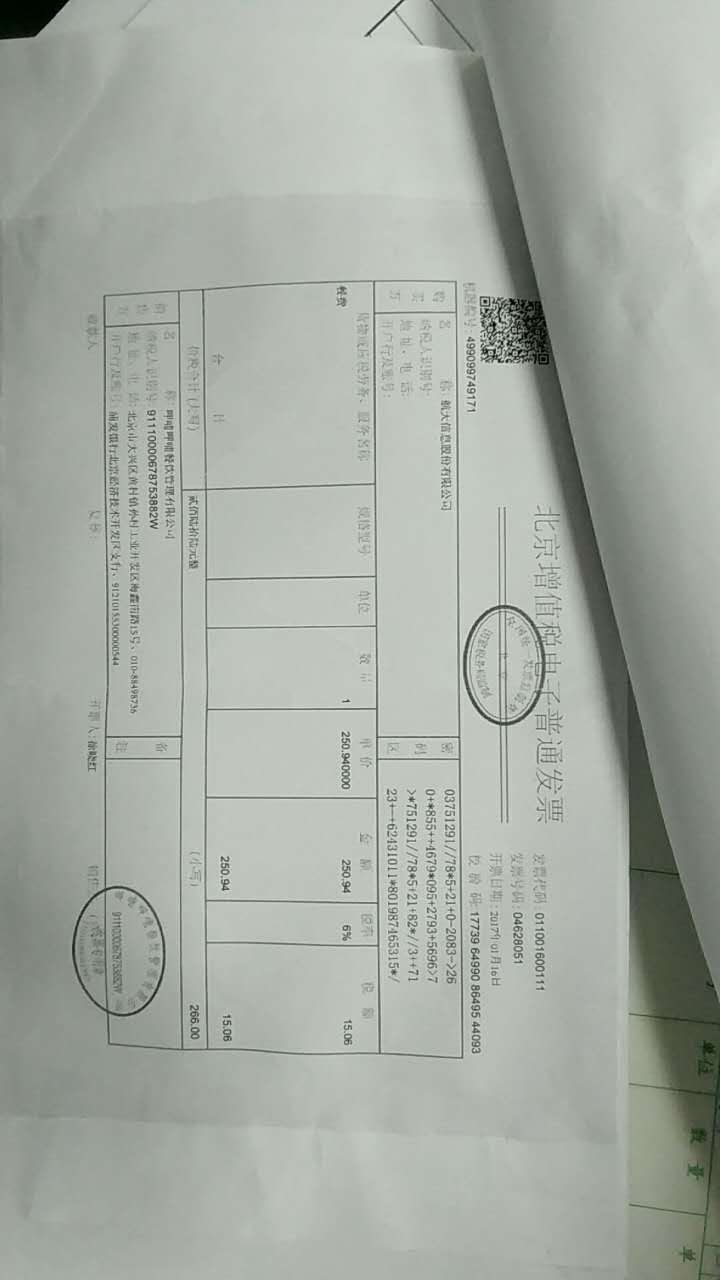 单位 数量 单
北京增值税电子普通发票
全国统一发票监制章
北京
国家税务局监制
发票代码: 011001600111
发票号码: 04628051
开票日期: 2017年01月16日
校验码: 17739 64990 86495 44093
机器编号: 499099749171
购买方
名称: 航天信息股份有限公司
纳税人识别号:
地址、电话:
开户行及账号:
密码区
03751291//78*5+21+0-2083->26
0+*855++4679*095+2793+5696>7
>*751291//78*5+21+82*//3++71
23+-+62431011*801987465315*/
货物或应税劳务、服务名称 规格型号 单位 数量 单价 金额 税率 税额
餐费 1 250.940000 250.94 6% 15.06
合计 250.94 15.06
价税合计(大写) 贰佰陆拾陆元整 (小写) 266.00
销售方
名称: 呷哺呷哺餐饮管理有限公司
纳税人识别号: 91110000678753882W
地址、电话: 北京市大兴区黄村镇孙村工业开发区梅鑫南路15号、010-88498736
开户行及账号: 浦发银行北京经济技术开发区支行、91210155300000544
备注
呷哺呷哺餐饮管理有限公司
91110000678753882W
发票专用章
收款人 复核: 开票人: 徐晓红 销售